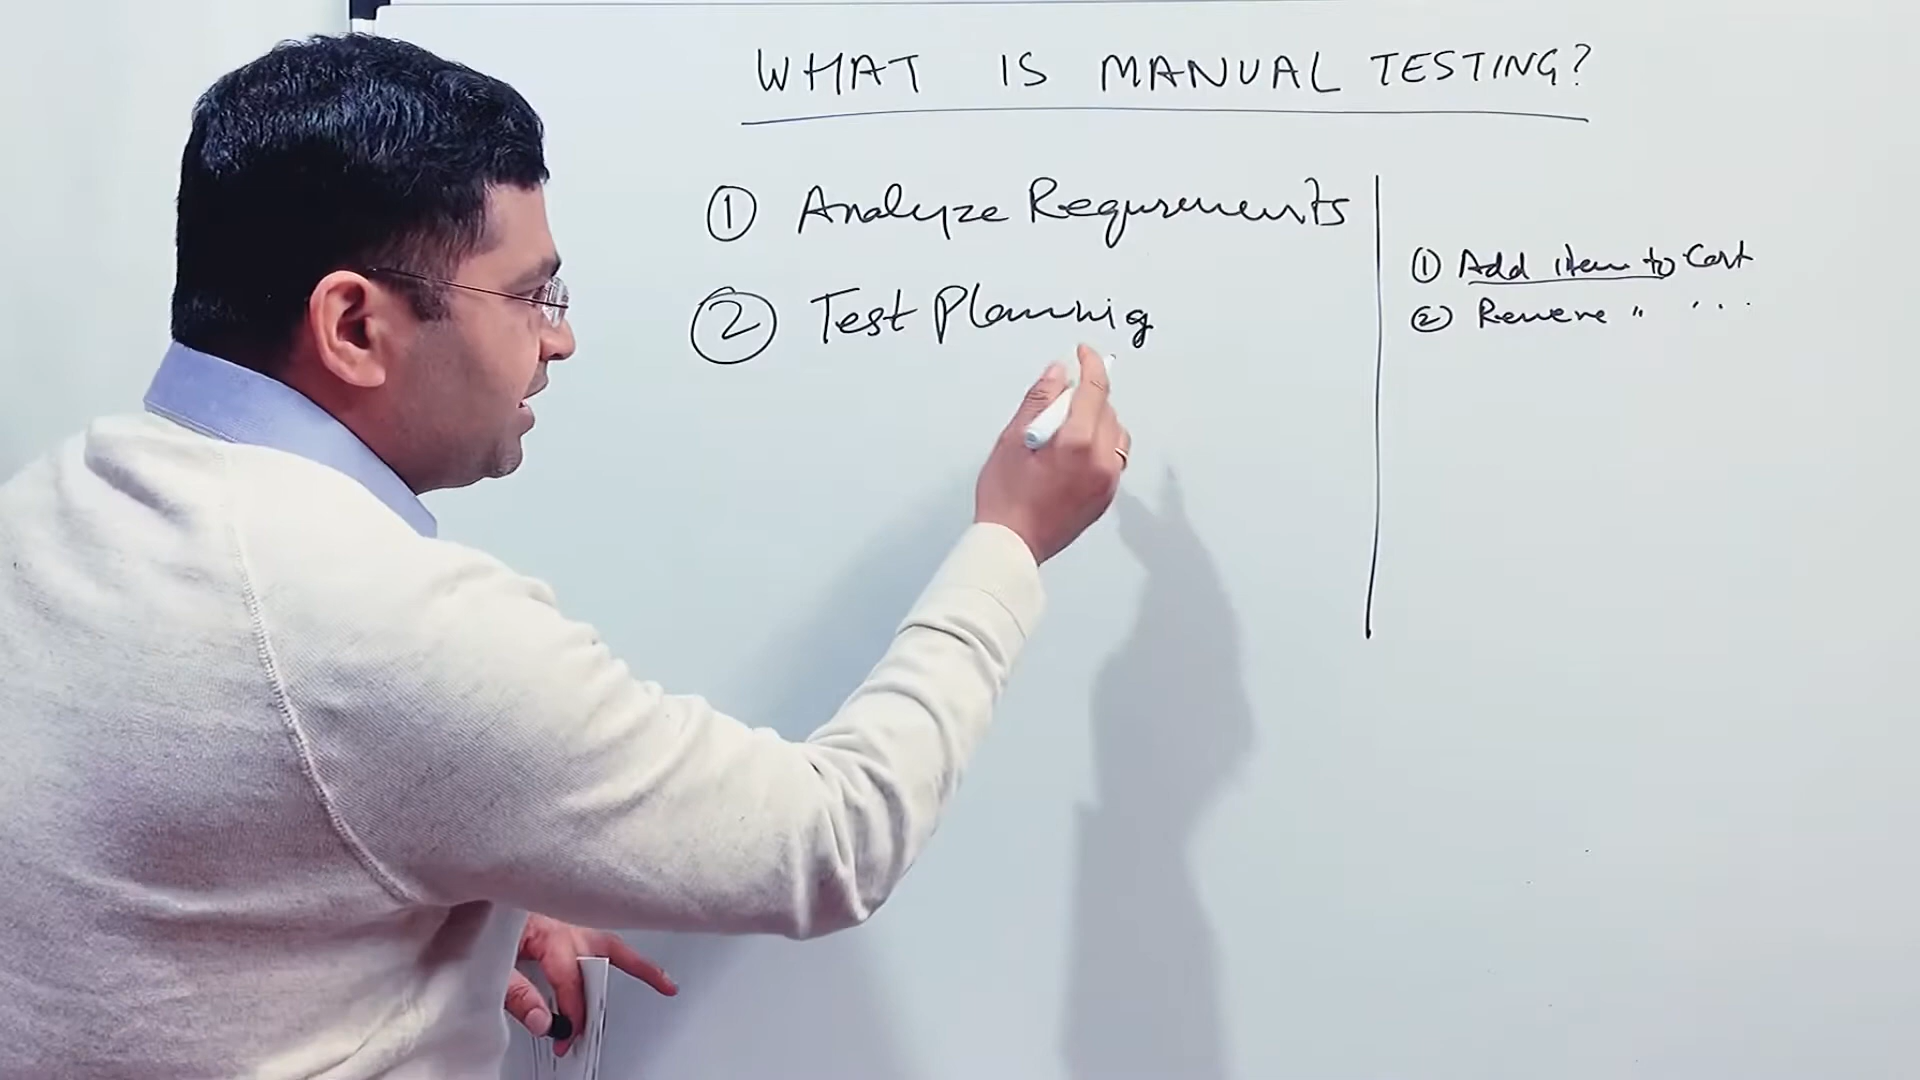 WHAT IS MANUAL TESTING?
① Analyze Requirements
② Test Planning
① Add item to Cart
② Remove " . . .